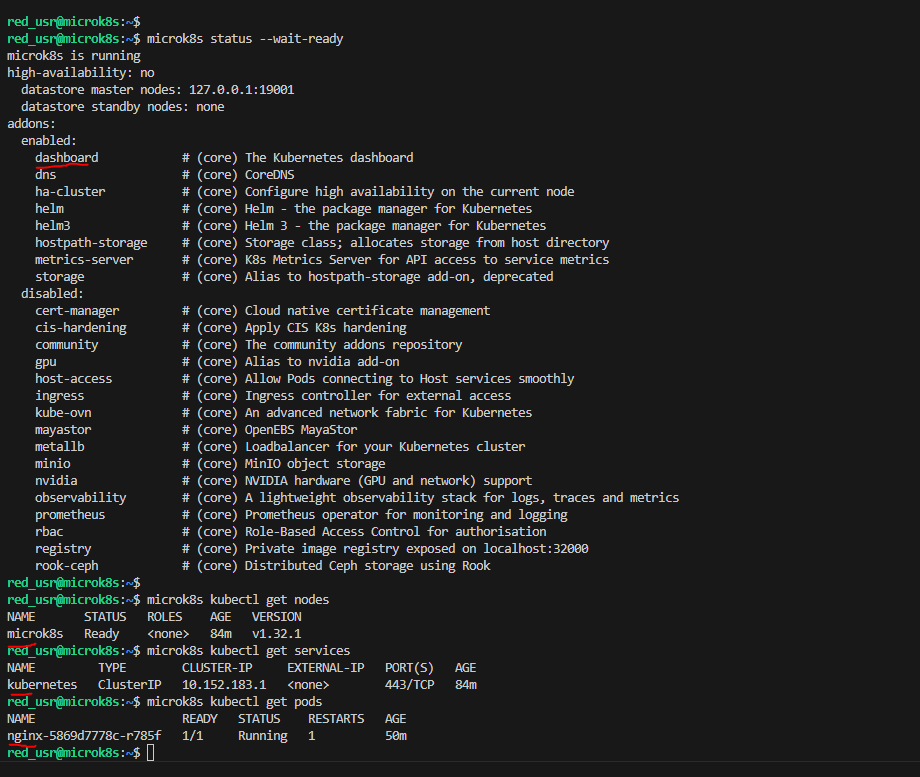 red_usr@microk8s:~$
red_usr@microk8s:~$ microk8s status --wait-ready
microk8s is running
high-availability: no
  datastore master nodes: 127.0.0.1:19001
  datastore standby nodes: none
addons:
  enabled:
    dashboard            # (core) The Kubernetes dashboard
    dns                  # (core) CoreDNS
    ha-cluster           # (core) Configure high availability on the current node
    helm                 # (core) Helm - the package manager for Kubernetes
    helm3                # (core) Helm 3 - the package manager for Kubernetes
    hostpath-storage     # (core) Storage class; allocates storage from host directory
    metrics-server       # (core) K8s Metrics Server for API access to service metrics
    storage              # (core) Alias to hostpath-storage add-on, deprecated
  disabled:
    cert-manager         # (core) Cloud native certificate management
    cis-hardening        # (core) Apply CIS K8s hardening
    community            # (core) The community addons repository
    gpu                  # (core) Alias to nvidia add-on
    host-access          # (core) Allow Pods connecting to Host services smoothly
    ingress              # (core) Ingress controller for external access
    kube-ovn             # (core) An advanced network fabric for Kubernetes
    mayastor             # (core) OpenEBS MayaStor
    metallb              # (core) Loadbalancer for your Kubernetes cluster
    minio                # (core) MinIO object storage
    nvidia               # (core) NVIDIA hardware (GPU and network) support
    observability        # (core) A lightweight observability stack for logs, traces and metrics
    prometheus           # (core) Prometheus operator for monitoring and logging
    rbac                 # (core) Role-Based Access Control for authorisation
    registry             # (core) Private image registry exposed on localhost:32000
    rook-ceph            # (core) Distributed Ceph storage using Rook
red_usr@microk8s:~$
red_usr@microk8s:~$ microk8s kubectl get nodes
NAME       STATUS   ROLES    AGE   VERSION
microk8s   Ready    <none>   84m   v1.32.1
red_usr@microk8s:~$ microk8s kubectl get services
NAME         TYPE        CLUSTER-IP     EXTERNAL-IP   PORT(S)   AGE
kubernetes   ClusterIP   10.152.183.1   <none>        443/TCP   84m
red_usr@microk8s:~$ microk8s kubectl get pods
NAME                     READY   STATUS    RESTARTS   AGE
nginx-5869d7778c-r785f   1/1     Running   1          50m
red_usr@microk8s:~$